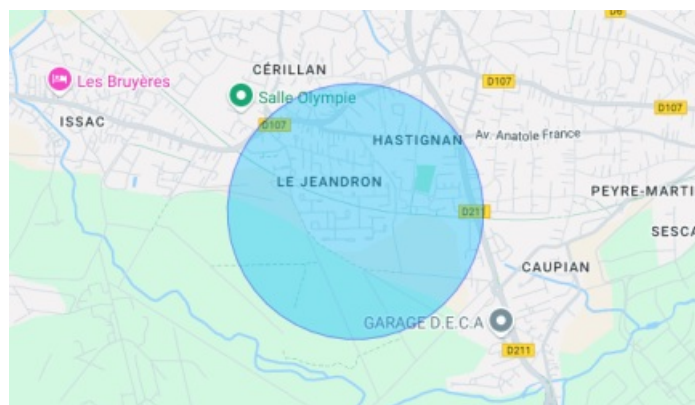 D6
CÉRILLAN
Les Bruyères
D107
Salle Olympie
D107
ISSAC
D107
HASTIGNAN
Av. Anatole France
LE JEANDRON
PEYRE-MARTI
D211
SESCA
CAUPIAN
GARAGE D.E.C.A
D211